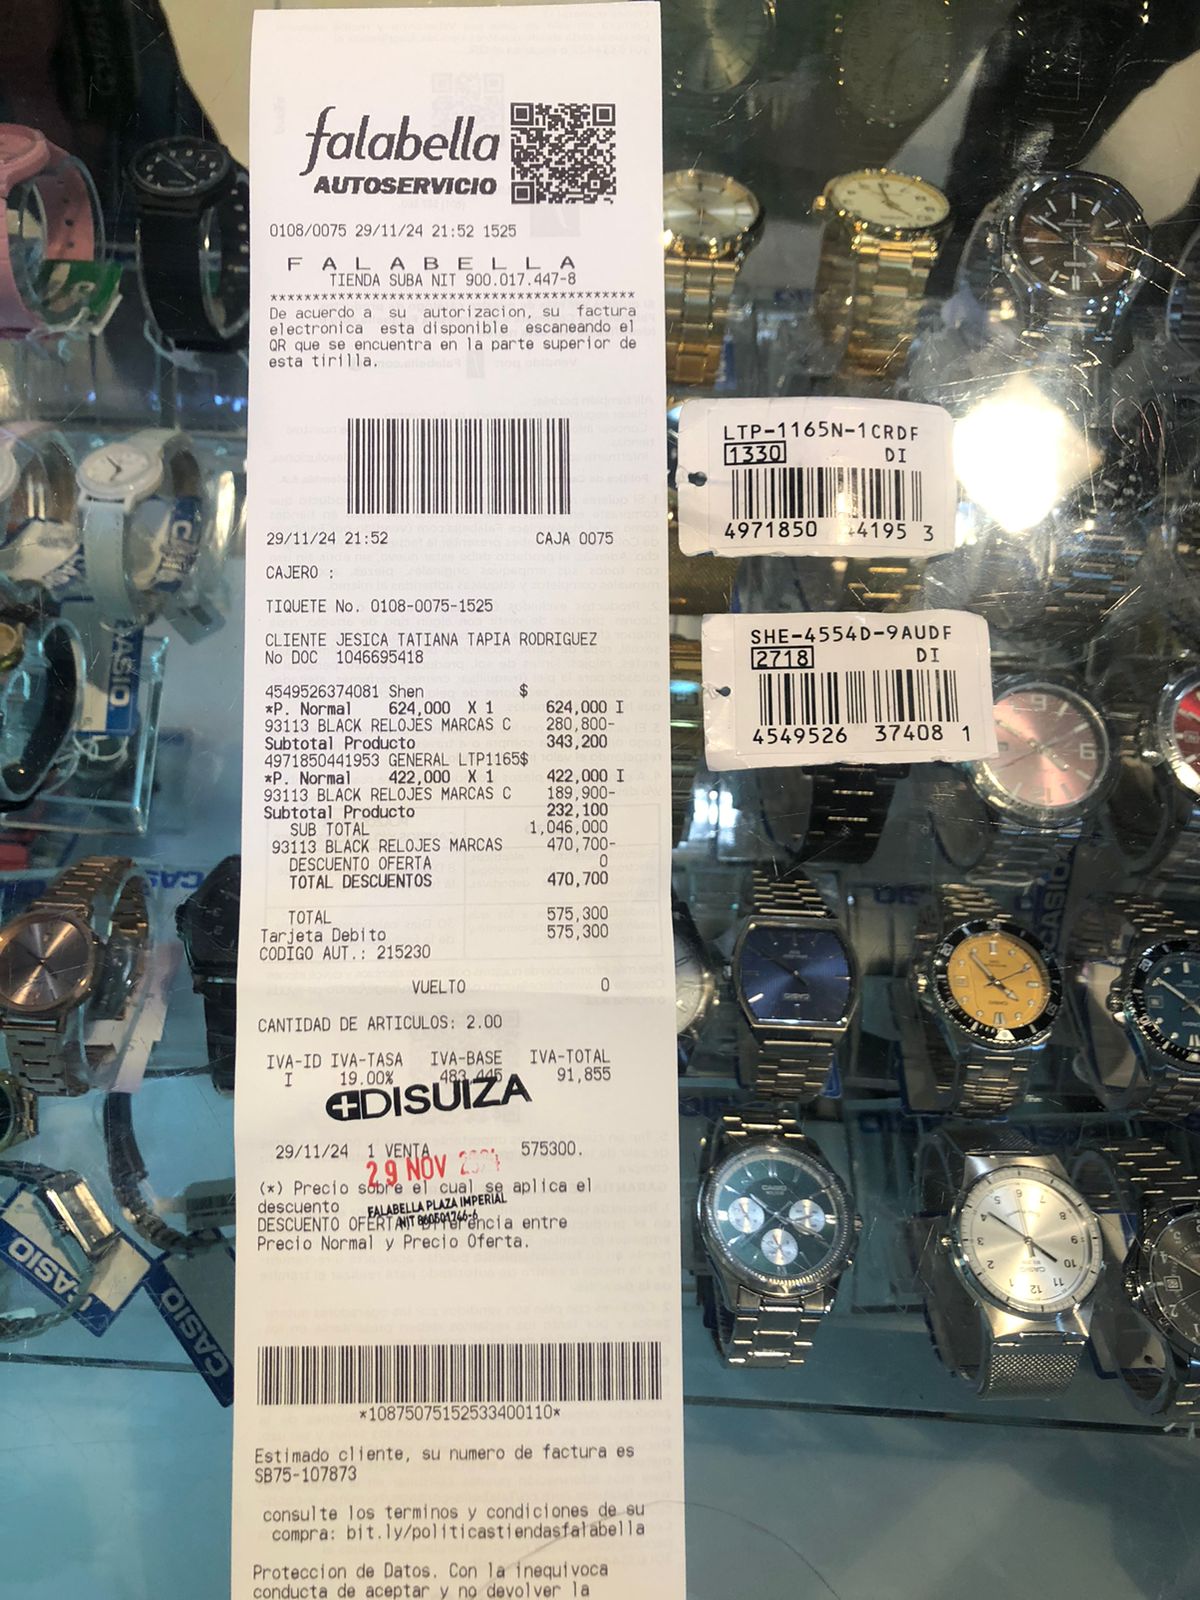 falabella
AUTOSERVICIO
0108/0075 29/11/24 21:52 1525
F A L A B E L L A
TIENDA SUBA NIT 900.017.447-8
********************************************
De acuerdo a su autorizacion, su factura
electronica esta disponible escaneando el
QR que se encuentra en la parte superior de
esta tirilla.
29/11/24 21:52 CAJA 0075
CAJERO :
TIQUETE No. 0108-0075-1525
CLIENTE JESICA TATIANA TAPIA RODRIGUEZ
No DOC 1046695418
4549526374081 Shen $
*P. Normal 624,000 X 1 624,000 I
93113 BLACK RELOJES MARCAS C 280,800-
Subtotal Producto 343,200
4971850441953 GENERAL LTP1165$
*P. Normal 422,000 X 1 422,000 I
93113 BLACK RELOJES MARCAS C 189,900-
Subtotal Producto 232,100
SUB TOTAL 1,046,000
93113 BLACK RELOJES MARCAS 470,700-
DESCUENTO OFERTA 0
TOTAL DESCUENTOS 470,700
TOTAL 575,300
Tarjeta Debito 575,300
CODIGO AUT.: 215230
VUELTO 0
CANTIDAD DE ARTICULOS: 2.00
IVA-ID IVA-TASA IVA-BASE IVA-TOTAL
I 19.00% 483,445 91,855
DISUIZA
29/11/24 1 VENTA 575300.
29 NOV
(*) Precio sobre el cual se aplica el
descuento
FALABELLA PLAZA IMPERIAL
DESCUENTO OFERTA: Diferencia entre
Precio Normal y Precio Oferta.
*10875075152533400110*
Estimado cliente, su numero de factura es
SB75-107873
consulte los terminos y condiciones de su
compra: bit.ly/politicastiendasfalabella
Proteccion de Datos. Con la inequivoca
conducta de aceptar y no devolver la
LTP-1165N-1CRDF
1330 DI
4971850 44195 3
SHE-4554D-9AUDF
2718 DI
4549526 37408 1
CASIO
CASIO
CASIO
CASIO
CASIO
CASIO